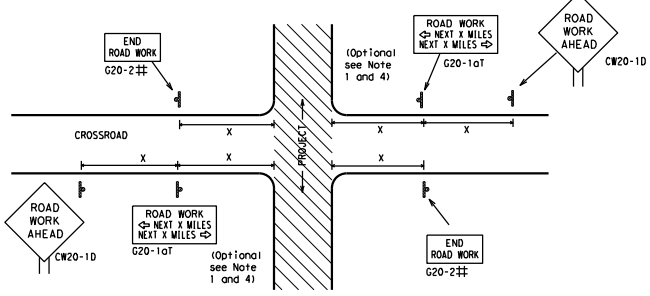 ROAD
WORK
AHEAD
CW20-1D
ROAD WORK
⇦ NEXT X MILES
NEXT X MILES ⇨
G20-1aT
(Optional
see Note
1 and 4)
END
ROAD WORK
G20-2#
X
X
X
CROSSROAD
PROJECT
X
X
X
ROAD
WORK
AHEAD
CW20-1D
ROAD WORK
⇦ NEXT X MILES
NEXT X MILES ⇨
G20-1aT
(Optional
see Note
1 and 4)
END
ROAD WORK
G20-2#